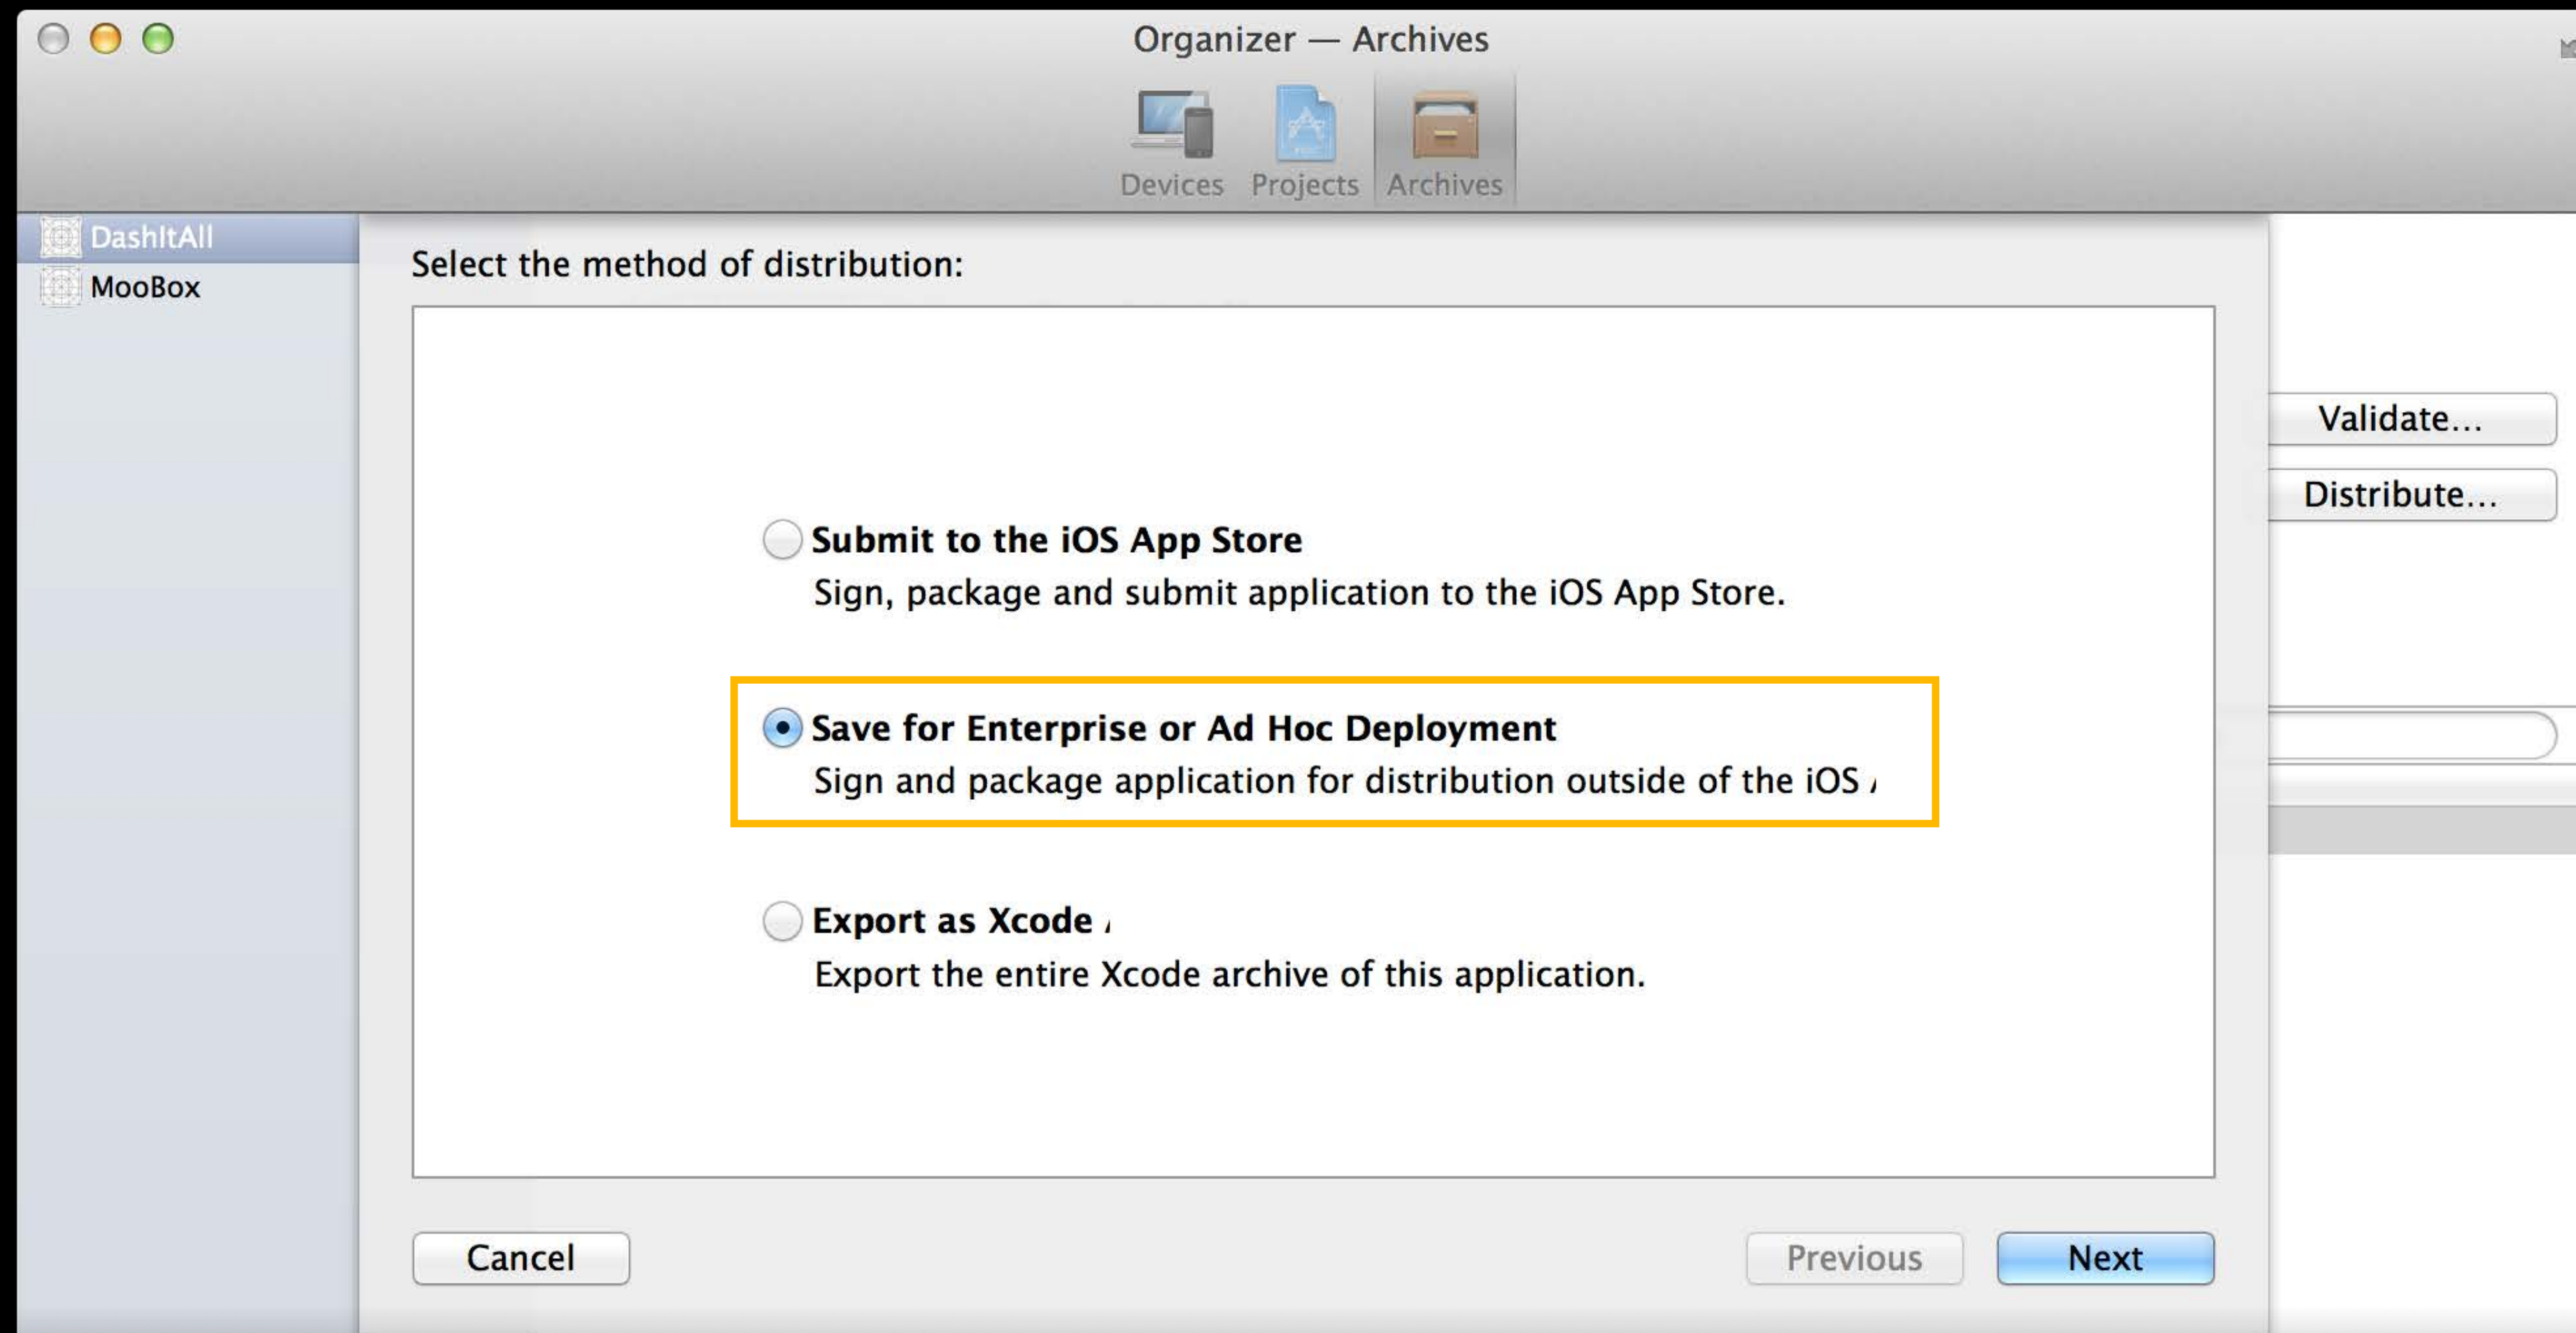 Organizer — Archives
Devices Projects Archives
DashItAll
MooBox
Select the method of distribution:
Validate...
Distribute...
Submit to the iOS App Store
Sign, package and submit application to the iOS App Store.
Save for Enterprise or Ad Hoc Deployment
Sign and package application for distribution outside of the iOS
Export as Xcode
Export the entire Xcode archive of this application.
Cancel
Previous
Next